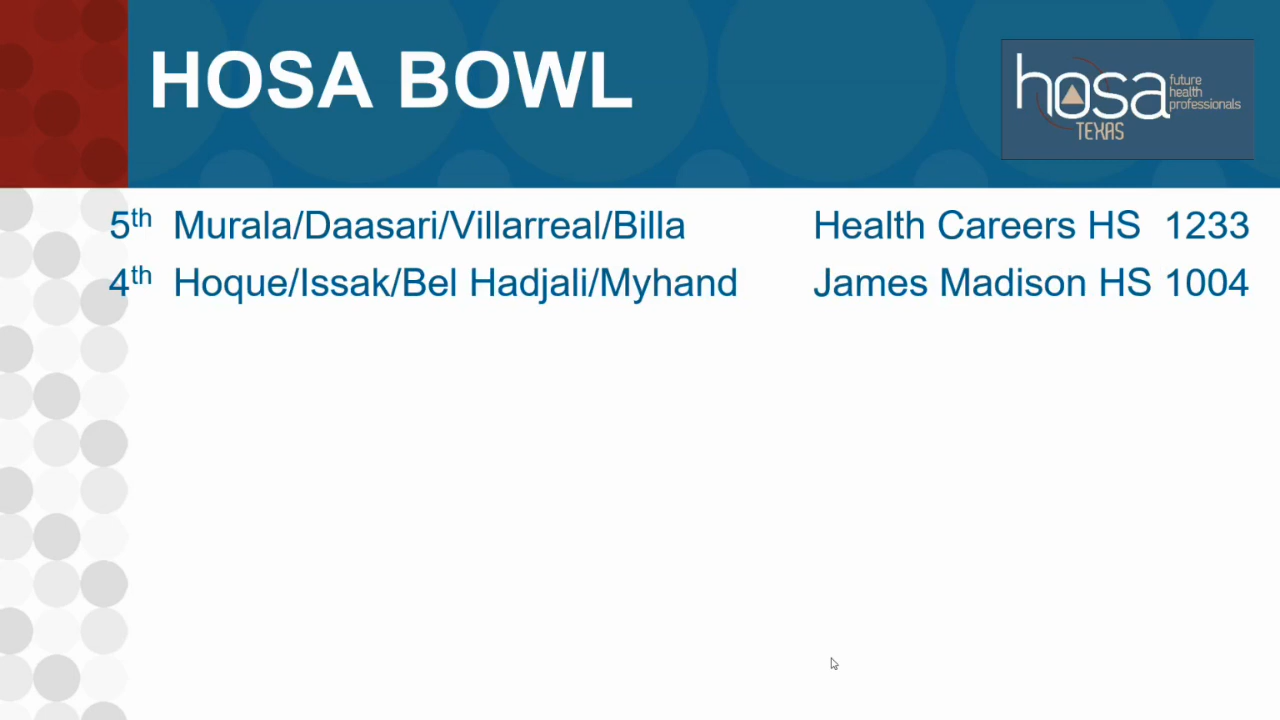 HOSA BOWL
hosa future health professionals
TEXAS
5th Murala/Daasari/Villarreal/Billa Health Careers HS 1233
4th Hoque/Issak/Bel Hadjali/Myhand James Madison HS 1004